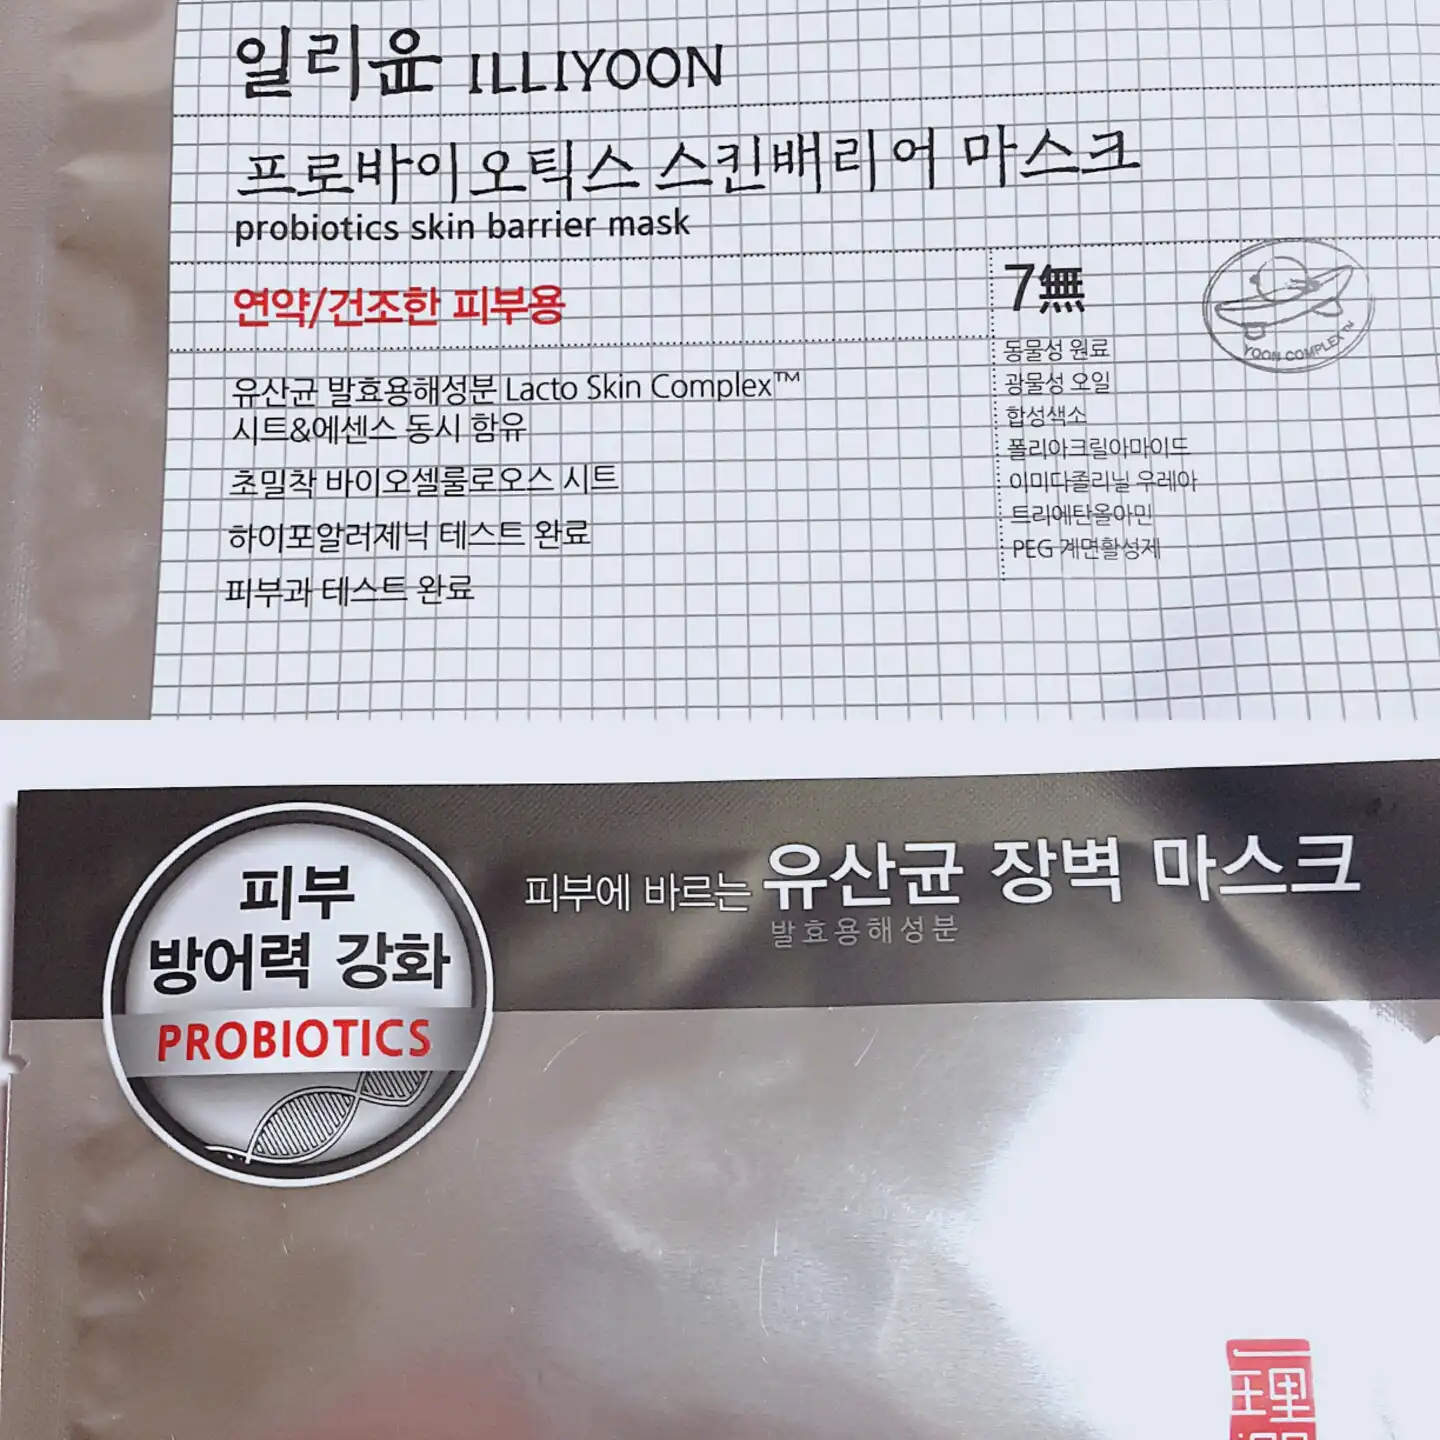 일리윤 ILLIYOON
프로바이오틱스 스킨배리어 마스크
probiotics skin barrier mask
연약/건조한 피부용
유산균 발효용해성분 Lacto Skin Complex™
시트&에센스 동시 함유
초밀착 바이오셀룰로오스 시트
하이포알러제닉 테스트 완료
피부과 테스트 완료
7無
동물성 원료
광물성 오일
합성색소
폴리아크릴아마이드
이미다졸리닐 우레아
트리에탄올아민
PEG 계면활성제
YOON COMPLEX™
피부
방어력 강화
PROBIOTICS
피부에 바르는 유산균 장벽 마스크
발효용해성분
一理